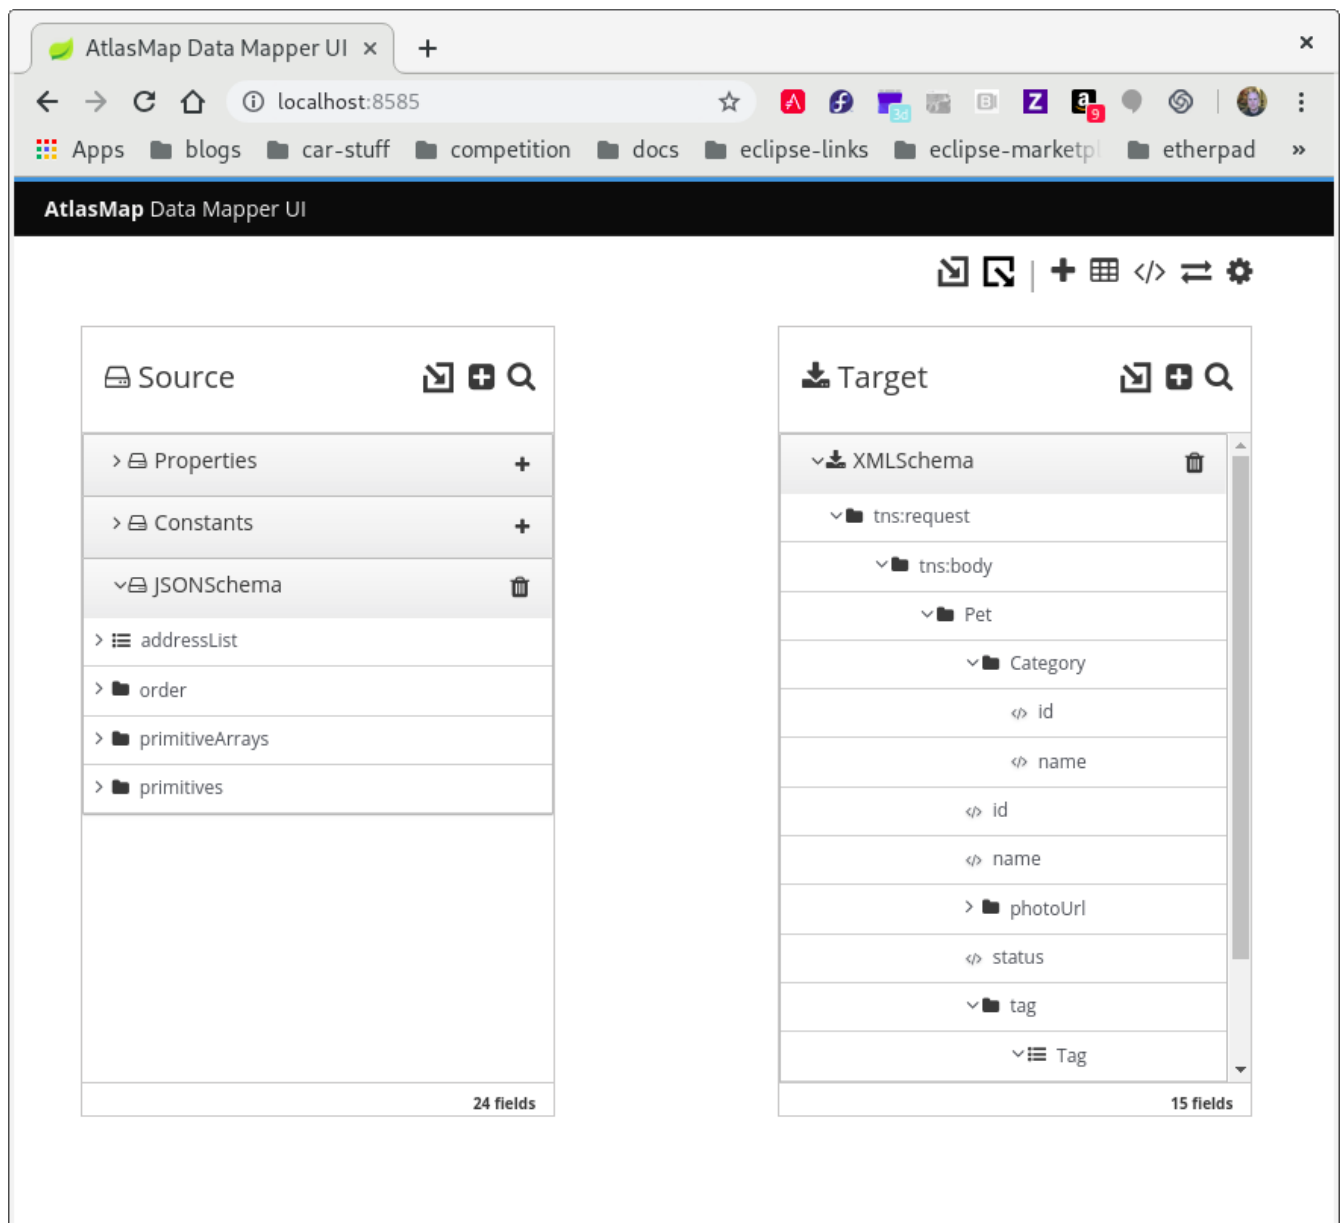 AtlasMap Data Mapper UI
localhost:8585
3d
B
Z
a
9
Apps blogs car-stuff competition docs eclipse-links eclipse-marketpl etherpad »
AtlasMap Data Mapper UI
Source
Properties
Constants
JSONSchema
addressList
order
primitiveArrays
primitives
24 fields
Target
XMLSchema
tns:request
tns:body
Pet
Category
id
name
id
name
photoUrl
status
tag
Tag
15 fields